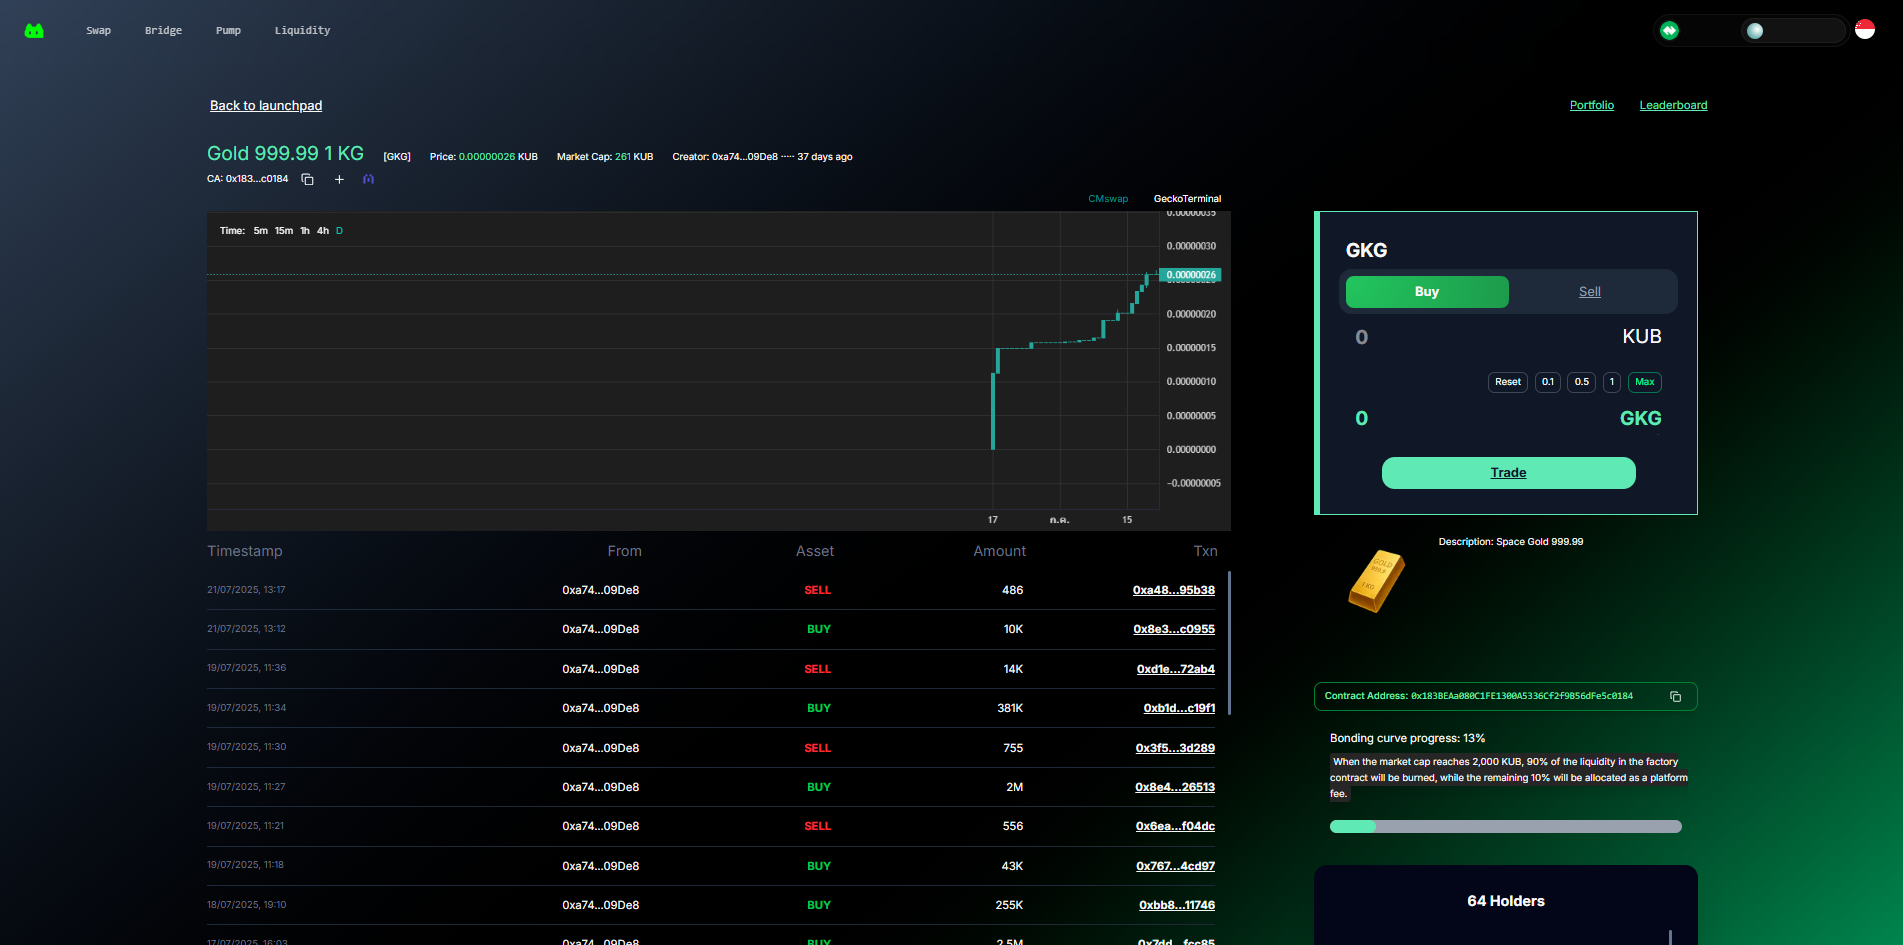 Swap Bridge Pump Liquidity
Back to launchpad
Portfolio Leaderboard
Gold 999.99 1 KG [GKG] Price: 0.00000026 KUB Market Cap: 261 KUB Creator: 0xa74...09De8 ····· 37 days ago
CA: 0x183...c0184
CMswap GeckoTerminal
Time: 5m 15m 1h 4h D
0.00000035
0.00000030
0.00000026
0.00000020
0.00000015
0.00000010
0.00000005
0.00000000
−0.00000005
17 ก.ค. 15
GKG
Buy Sell
0 KUB
Reset 0.1 0.5 1 Max
0 GKG
Trade
Timestamp From Asset Amount Txn
21/07/2025, 13:17 0xa74...09De8 SELL 486 0xa48...95b38
21/07/2025, 13:12 0xa74...09De8 BUY 10K 0x8e3...c0955
19/07/2025, 11:36 0xa74...09De8 SELL 14K 0xd1e...72ab4
19/07/2025, 11:34 0xa74...09De8 BUY 381K 0xb1d...c19f1
19/07/2025, 11:30 0xa74...09De8 SELL 755 0x3f5...3d289
19/07/2025, 11:27 0xa74...09De8 BUY 2M 0x8e4...26513
19/07/2025, 11:21 0xa74...09De8 SELL 556 0x6ea...f04dc
19/07/2025, 11:18 0xa74...09De8 BUY 43K 0x767...4cd97
18/07/2025, 19:10 0xa74...09De8 BUY 255K 0xbb8...11746
17/07/2025, 16:03 0xa74...09De8 BUY 2.5M 0x7dd...fcc85
Description: Space Gold 999.99
GOLD
999.9
1 KG
Contract Address: 0x183BEAa080C1FE1300A5336Cf2f9B56dFe5c0184
Bonding curve progress: 13%
When the market cap reaches 2,000 KUB, 90% of the liquidity in the factory
contract will be burned, while the remaining 10% will be allocated as a platform
fee.
64 Holders